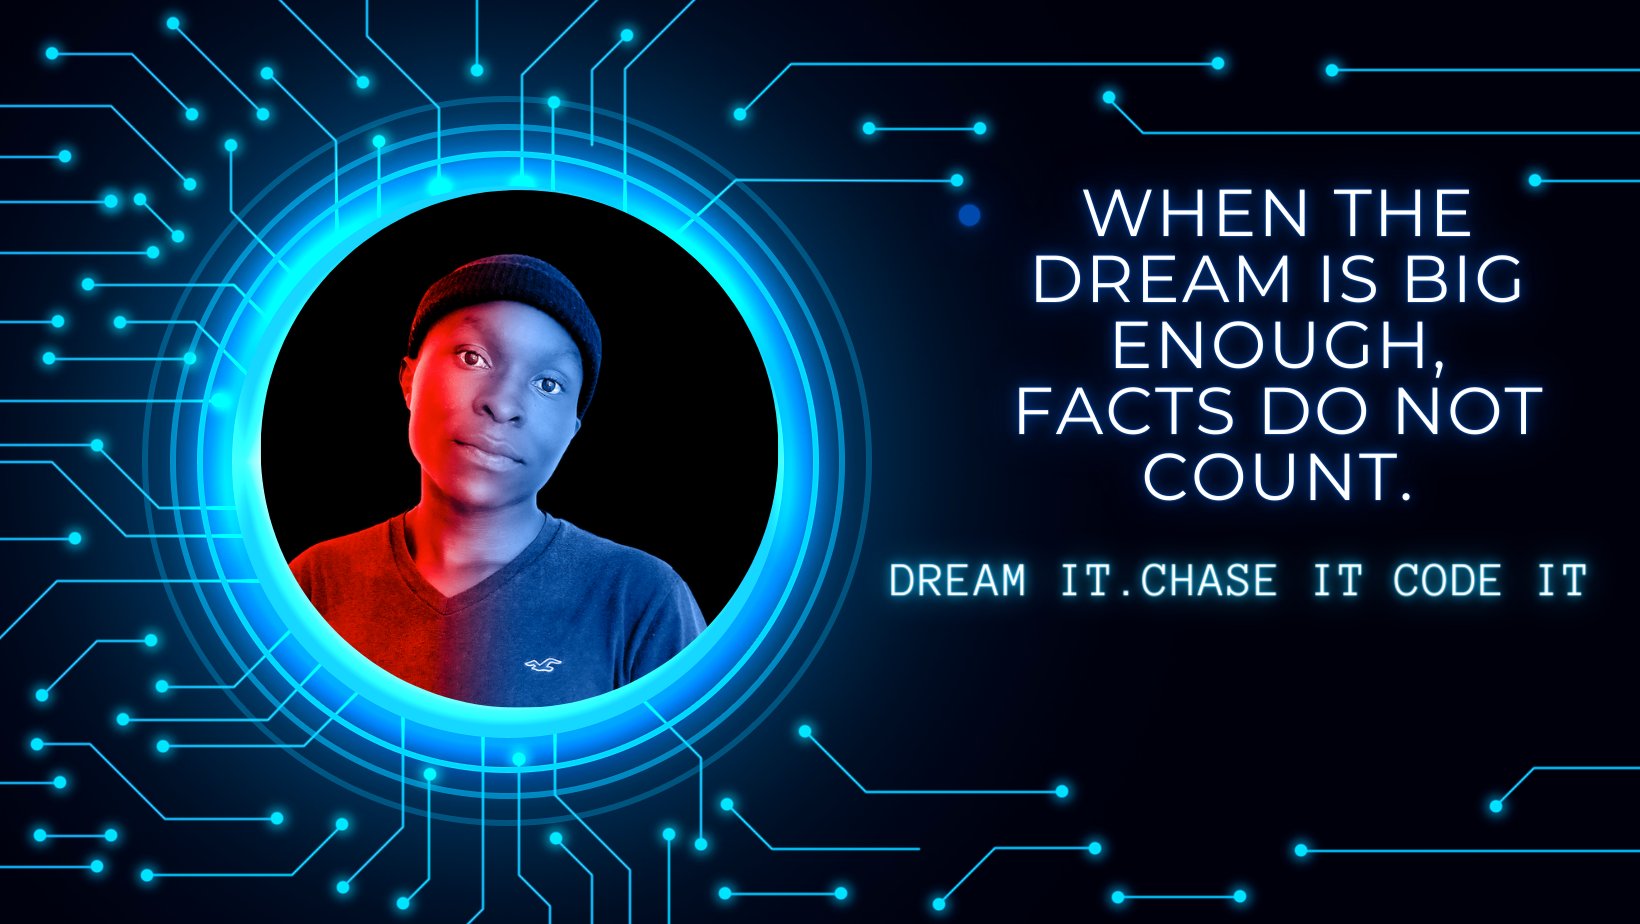 WHEN THE
DREAM IS BIG
ENOUGH,
FACTS DO NOT
COUNT.
DREAM IT.CHASE IT CODE IT